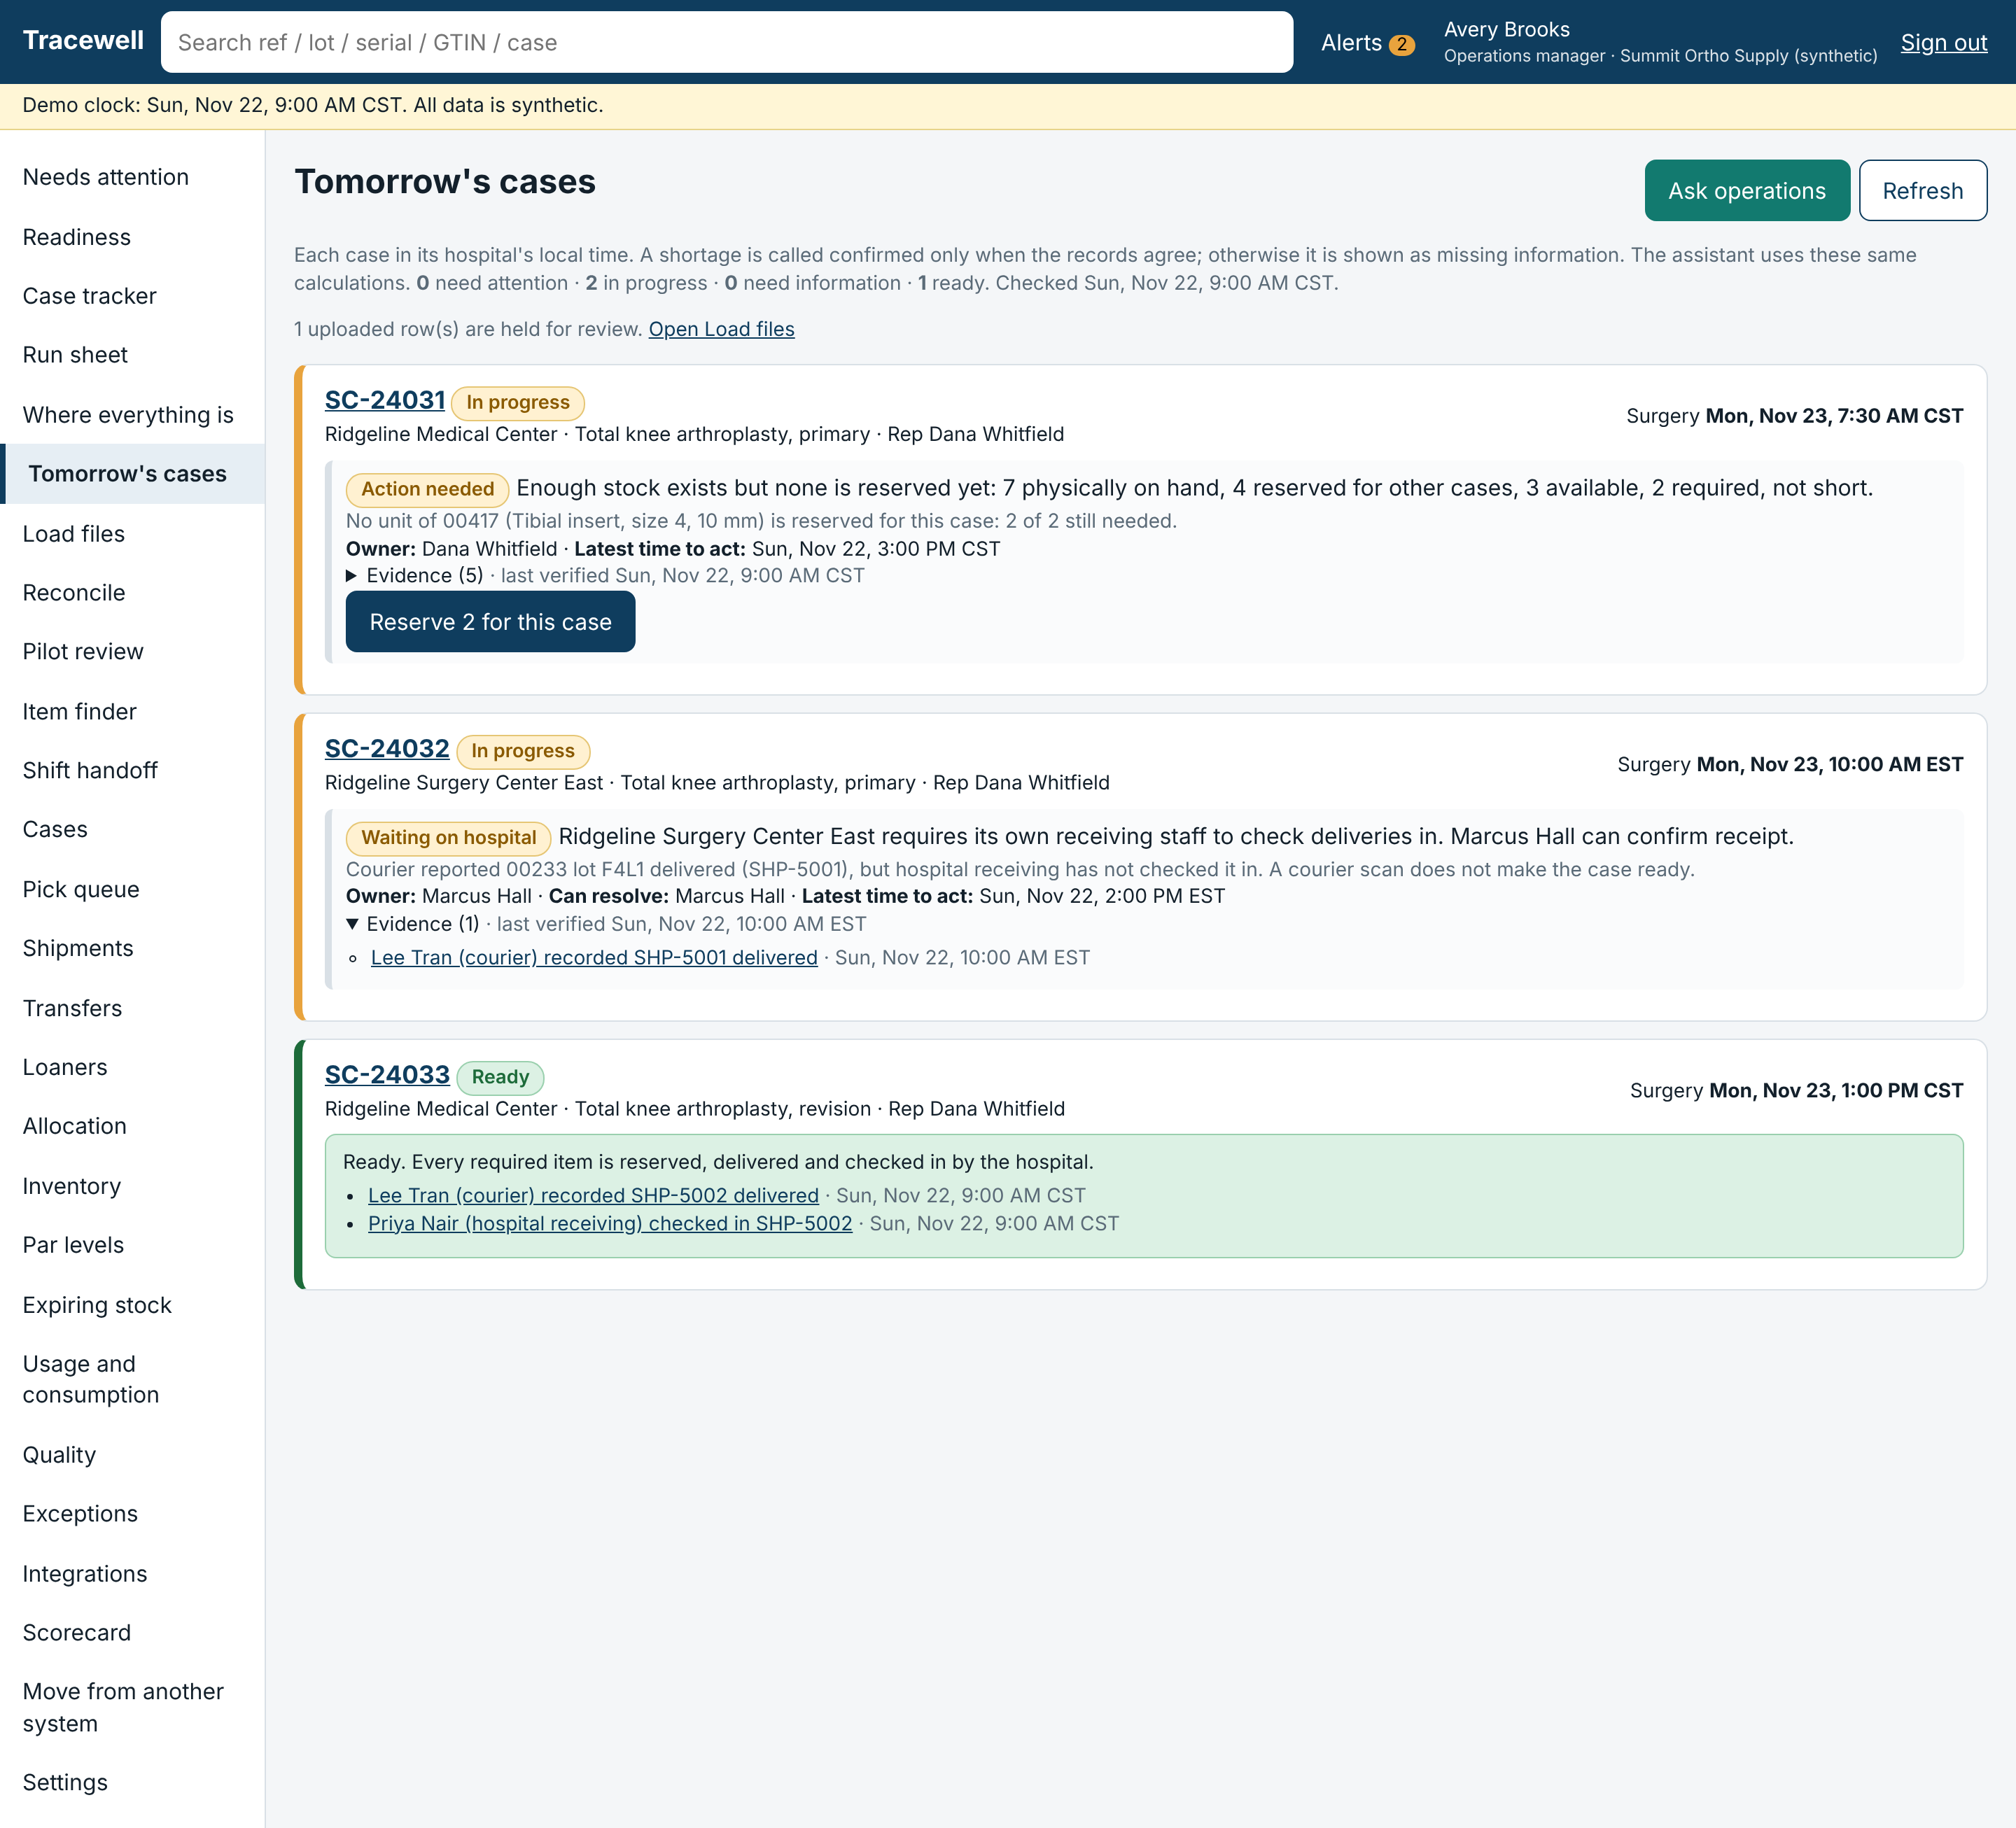 Tracewell
Search ref / lot / serial / GTIN / case
Alerts 2
Avery Brooks
Operations manager · Summit Ortho Supply (synthetic)
Sign out
Demo clock: Sun, Nov 22, 9:00 AM CST. All data is synthetic.
Needs attention
Readiness
Case tracker
Run sheet
Where everything is
Tomorrow's cases
Load files
Reconcile
Pilot review
Item finder
Shift handoff
Cases
Pick queue
Shipments
Transfers
Loaners
Allocation
Inventory
Par levels
Expiring stock
Usage and
consumption
Quality
Exceptions
Integrations
Scorecard
Move from another
system
Settings
Tomorrow's cases
Ask operations
Refresh
Each case in its hospital's local time. A shortage is called confirmed only when the records agree; otherwise it is shown as missing information. The assistant uses these same
calculations. 0 need attention · 2 in progress · 0 need information · 1 ready. Checked Sun, Nov 22, 9:00 AM CST.
1 uploaded row(s) are held for review. Open Load files
SC-24031 In progress
Ridgeline Medical Center · Total knee arthroplasty, primary · Rep Dana Whitfield
Surgery Mon, Nov 23, 7:30 AM CST
Action needed Enough stock exists but none is reserved yet: 7 physically on hand, 4 reserved for other cases, 3 available, 2 required, not short.
No unit of 00417 (Tibial insert, size 4, 10 mm) is reserved for this case: 2 of 2 still needed.
Owner: Dana Whitfield · Latest time to act: Sun, Nov 22, 3:00 PM CST
Evidence (5) · last verified Sun, Nov 22, 9:00 AM CST
Reserve 2 for this case
SC-24032 In progress
Ridgeline Surgery Center East · Total knee arthroplasty, primary · Rep Dana Whitfield
Surgery Mon, Nov 23, 10:00 AM EST
Waiting on hospital Ridgeline Surgery Center East requires its own receiving staff to check deliveries in. Marcus Hall can confirm receipt.
Courier reported 00233 lot F4L1 delivered (SHP-5001), but hospital receiving has not checked it in. A courier scan does not make the case ready.
Owner: Marcus Hall · Can resolve: Marcus Hall · Latest time to act: Sun, Nov 22, 2:00 PM EST
Evidence (1) · last verified Sun, Nov 22, 10:00 AM EST
Lee Tran (courier) recorded SHP-5001 delivered · Sun, Nov 22, 10:00 AM EST
SC-24033 Ready
Ridgeline Medical Center · Total knee arthroplasty, revision · Rep Dana Whitfield
Surgery Mon, Nov 23, 1:00 PM CST
Ready. Every required item is reserved, delivered and checked in by the hospital.
Lee Tran (courier) recorded SHP-5002 delivered · Sun, Nov 22, 9:00 AM CST
Priya Nair (hospital receiving) checked in SHP-5002 · Sun, Nov 22, 9:00 AM CST